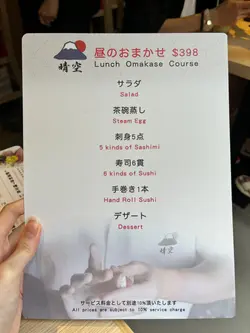 昼のおまかせ $398
Lunch Omakase Course
晴空
サラダ
Salad
茶碗蒸し
Steam Egg
刺身5点
5 kinds of Sashimi
寿司6貫
6 kinds of Sushi
手巻き1本
Hand Roll Sushi
デザート
Dessert
サービス料金として別途10%頂いたします
All prices are subject to 10% service charge